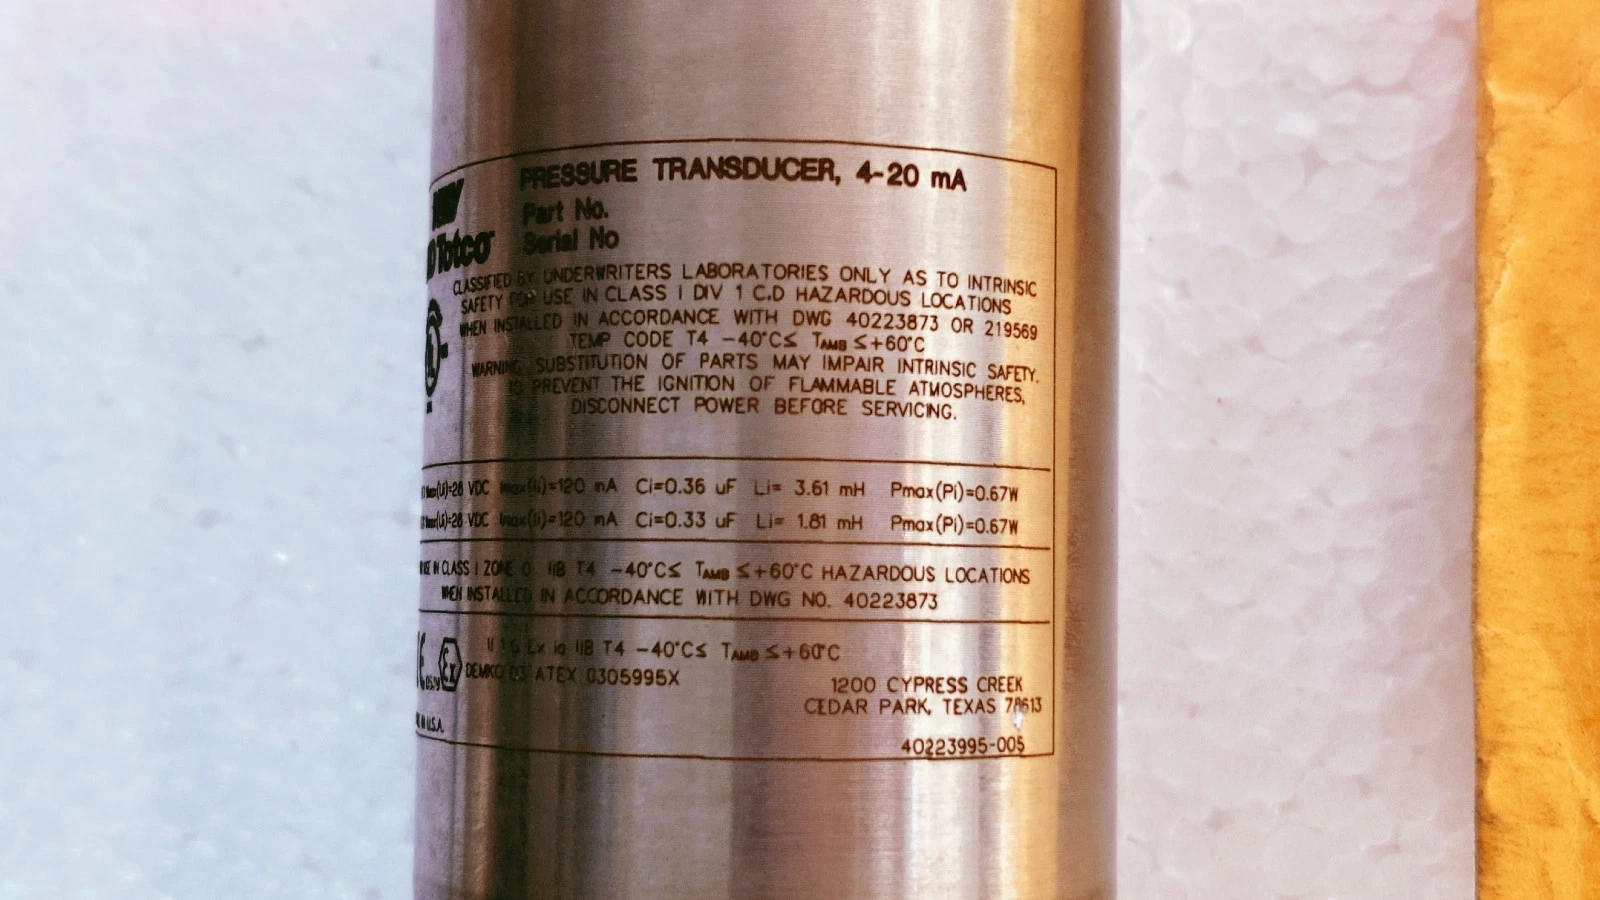 PRESSURE TRANSDUCER, 4-20 mA
Part No.
Totco
Serial No
CLASSIFIED BY UNDERWRITERS LABORATORIES ONLY AS TO INTRINSIC
SAFETY FOR USE IN CLASS I DIV 1 C,D HAZARDOUS LOCATIONS
WHEN INSTALLED IN ACCORDANCE WITH DWG 40223873 OR 219569
TEMP CODE T4 -40°C≤ TAMB ≤+60°C
WARNING SUBSTITUTION OF PARTS MAY IMPAIR INTRINSIC SAFETY.
TO PREVENT THE IGNITION OF FLAMMABLE ATMOSPHERES,
DISCONNECT POWER BEFORE SERVICING.
VDC Imax(Ii)=120 mA Ci=0.36 uF Li= 3.61 mH Pmax(Pi)=0.67W
VDC Imax(Ii)=120 mA Ci=0.33 uF Li= 1.81 mH Pmax(Pi)=0.67W
IN CLASS I ZONE 0 IIB T4 -40°C≤ TAMB ≤+60°C HAZARDOUS LOCATIONS
WHEN INSTALLED IN ACCORDANCE WITH DWG NO. 40223873
II 1 G Ex ia IIB T4 -40°C≤ TAMB ≤+60°C
CE Ex DEMKO 03 ATEX 0305995X
1200 CYPRESS CREEK
CEDAR PARK, TEXAS 78613
IN U.S.A.
40223995-005